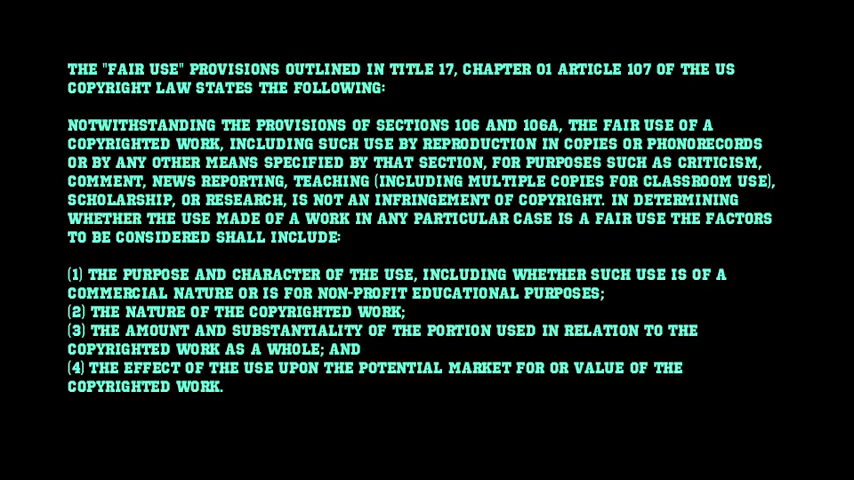 THE "FAIR USE" PROVISIONS OUTLINED IN TITLE 17, CHAPTER 01 ARTICLE 107 OF THE US
COPYRIGHT LAW STATES THE FOLLOWING:
NOTWITHSTANDING THE PROVISIONS OF SECTIONS 106 AND 106A, THE FAIR USE OF A
COPYRIGHTED WORK, INCLUDING SUCH USE BY REPRODUCTION IN COPIES OR PHONORECORDS
OR BY ANY OTHER MEANS SPECIFIED BY THAT SECTION, FOR PURPOSES SUCH AS CRITICISM,
COMMENT, NEWS REPORTING, TEACHING (INCLUDING MULTIPLE COPIES FOR CLASSROOM USE),
SCHOLARSHIP, OR RESEARCH, IS NOT AN INFRINGEMENT OF COPYRIGHT. IN DETERMINING
WHETHER THE USE MADE OF A WORK IN ANY PARTICULAR CASE IS A FAIR USE THE FACTORS
TO BE CONSIDERED SHALL INCLUDE:
(1) THE PURPOSE AND CHARACTER OF THE USE, INCLUDING WHETHER SUCH USE IS OF A
COMMERCIAL NATURE OR IS FOR NON-PROFIT EDUCATIONAL PURPOSES;
(2) THE NATURE OF THE COPYRIGHTED WORK;
(3) THE AMOUNT AND SUBSTANTIALITY OF THE PORTION USED IN RELATION TO THE
COPYRIGHTED WORK AS A WHOLE; AND
(4) THE EFFECT OF THE USE UPON THE POTENTIAL MARKET FOR OR VALUE OF THE
COPYRIGHTED WORK.